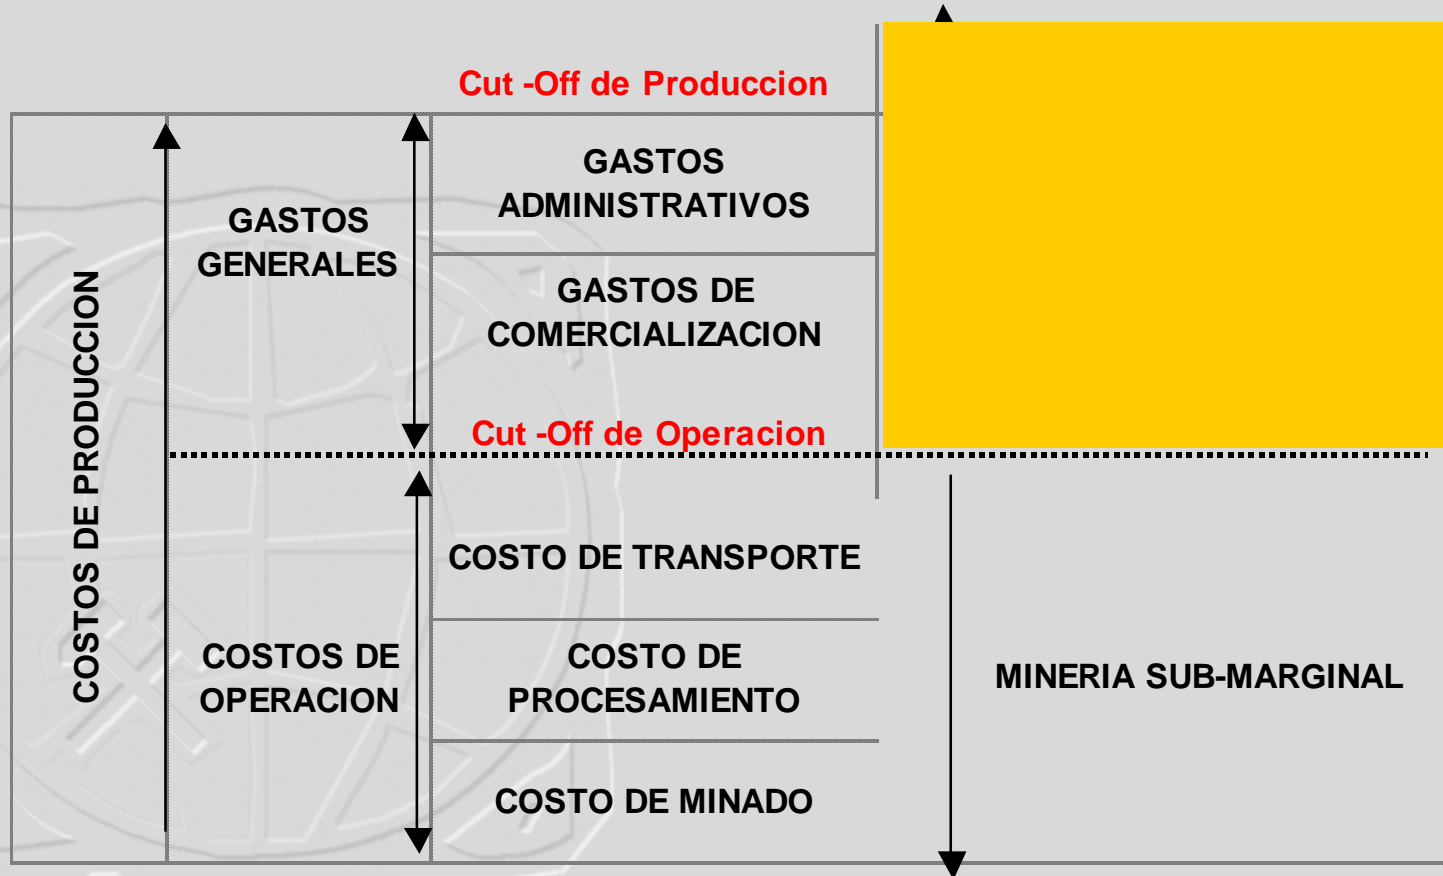 Cut -Off de Produccion
COSTOS DE PRODUCCION
GASTOS
GENERALES
GASTOS
ADMINISTRATIVOS
GASTOS DE
COMERCIALIZACION
Cut -Off de Operacion
COSTOS DE
OPERACION
COSTO DE TRANSPORTE
COSTO DE
PROCESAMIENTO
COSTO DE MINADO
MINERIA SUB-MARGINAL